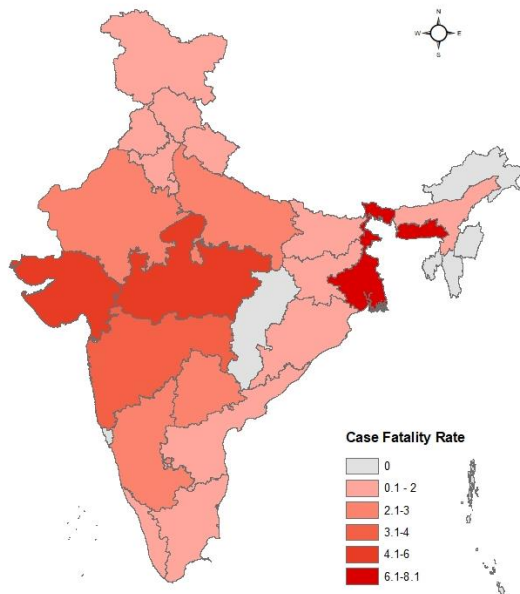 N
W E
S
Case Fatality Rate
0
0.1 - 2
2.1-3
3.1-4
4.1-6
6.1-8.1